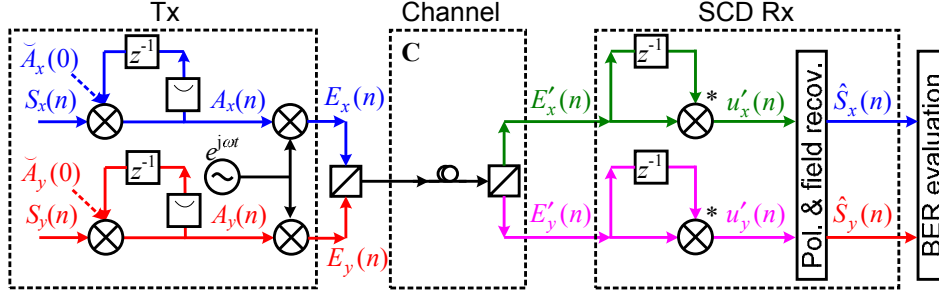 Tx
Channel
SCD Rx
Ă_x(0)
z^{-1}
S_x(n)
A_x(n)
E_x(n)
e^{jωt}
Ă_y(0)
z^{-1}
S_y(n)
A_y(n)
E_y(n)
C
E′_x(n)
z^{-1}
*
u′_x(n)
E′_y(n)
z^{-1}
*
u′_y(n)
Pol. & field recov.
Ŝ_x(n)
Ŝ_y(n)
BER evaluation